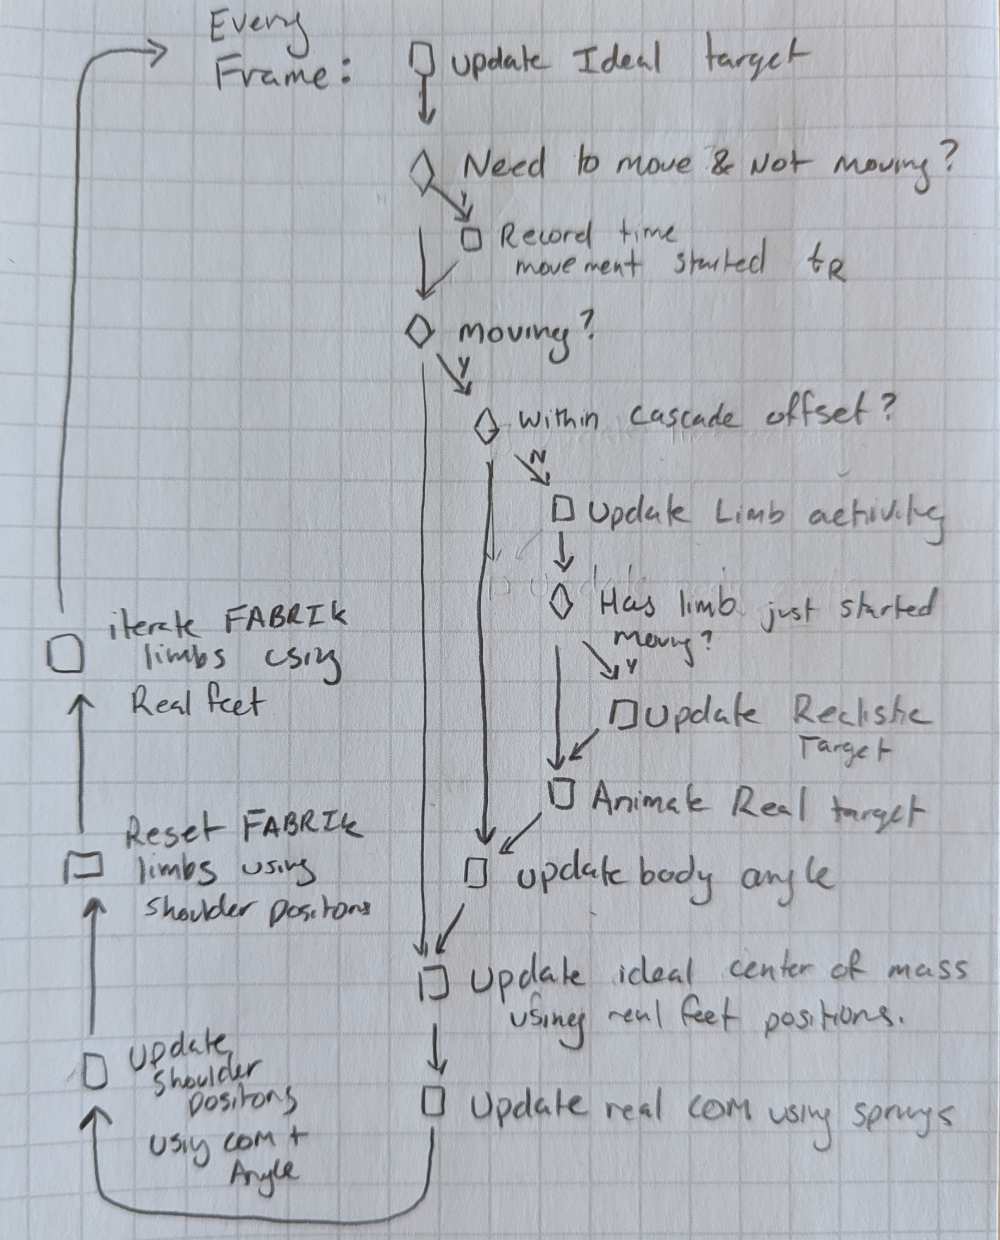 Every
Frame:
Update Ideal target
Need to move & Not moving?
Y
Record time
movement started tR
moving?
Y
Within cascade offset?
N
Update Limb activity
Has limb just started
moving?
Y
Update Realistic
Target
Animate Real target
Update body angle
Update ideal center of mass
using real feet positions.
Update real COM using springs
Update
Shoulder
positons
using COM +
Angle
Reset FABRIK
limbs using
Shoulder positons
iterate FABRIK
limbs using
Real feet